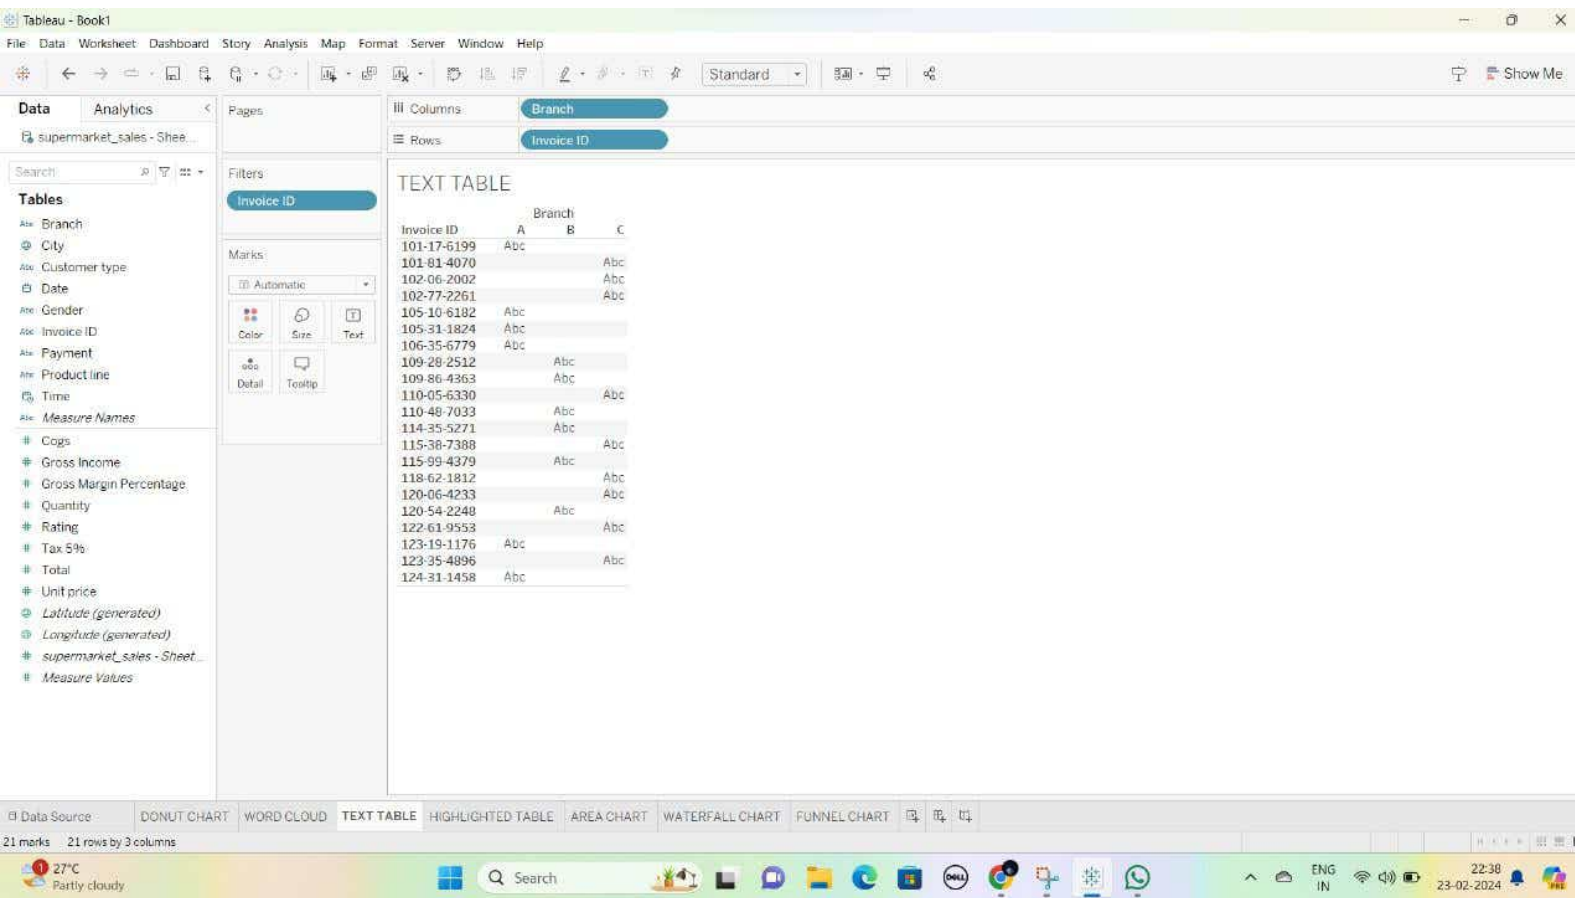 Tableau - Book1
File Data Worksheet Dashboard Story Analysis Map Format Server Window Help
Standard
Show Me
Data Analytics
supermarket_sales - Shee...
Search
Tables
Abc Branch
City
Abc Customer type
Date
Abc Gender
Abc Invoice ID
Abc Payment
Abc Product line
Time
Abc Measure Names
# Cogs
# Gross Income
# Gross Margin Percentage
# Quantity
# Rating
# Tax 5%
# Total
# Unit price
Latitude (generated)
Longitude (generated)
# supermarket_sales - Sheet...
# Measure Values
Pages
Filters
Invoice ID
Marks
Automatic
Color Size Text
Detail Tooltip
Columns Branch
Rows Invoice ID
TEXT TABLE
Branch
Invoice ID A B C
101-17-6199 Abc
101-81-4070 Abc
102-06-2002 Abc
102-77-2261 Abc
105-10-6182 Abc
105-31-1824 Abc
106-35-6779 Abc
109-28-2512 Abc
109-86-4363 Abc
110-05-6330 Abc
110-48-7033 Abc
114-35-5271 Abc
115-38-7388 Abc
115-99-4379 Abc
118-62-1812 Abc
120-06-4233 Abc
120-54-2248 Abc
122-61-9553 Abc
123-19-1176 Abc
123-35-4896 Abc
124-31-1458 Abc
Data Source DONUT CHART WORD CLOUD TEXT TABLE HIGHLIGHTED TABLE AREA CHART WATERFALL CHART FUNNEL CHART
21 marks 21 rows by 3 columns
1
27°C
Partly cloudy
Search
DELL
ENG
IN
22:38
23-02-2024
PRE